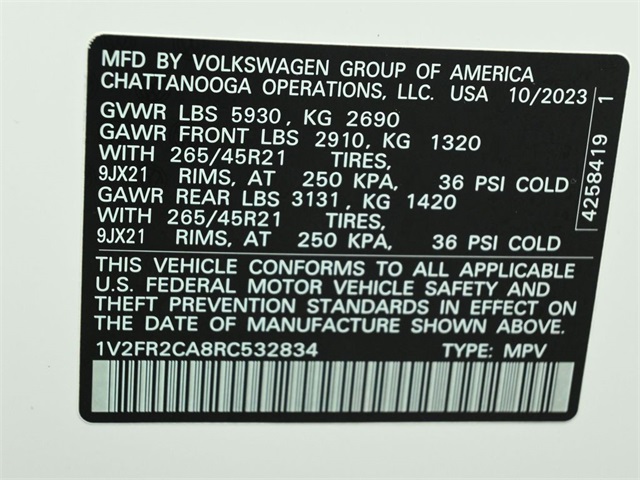 MFD BY VOLKSWAGEN GROUP OF AMERICA
CHATTANOOGA OPERATIONS, LLC. USA 10/2023
GVWR LBS 5930, KG 2690
GAWR FRONT LBS 2910, KG 1320
WITH 265/45R21 TIRES,
9JX21 RIMS, AT 250 KPA, 36 PSI COLD
GAWR REAR LBS 3131, KG 1420
WITH 265/45R21 TIRES,
9JX21 RIMS, AT 250 KPA, 36 PSI COLD
THIS VEHICLE CONFORMS TO ALL APPLICABLE
U.S. FEDERAL MOTOR VEHICLE SAFETY AND
THEFT PREVENTION STANDARDS IN EFFECT ON
THE DATE OF MANUFACTURE SHOWN ABOVE.
1V2FR2CA8RC532834 TYPE: MPV
4258419 1